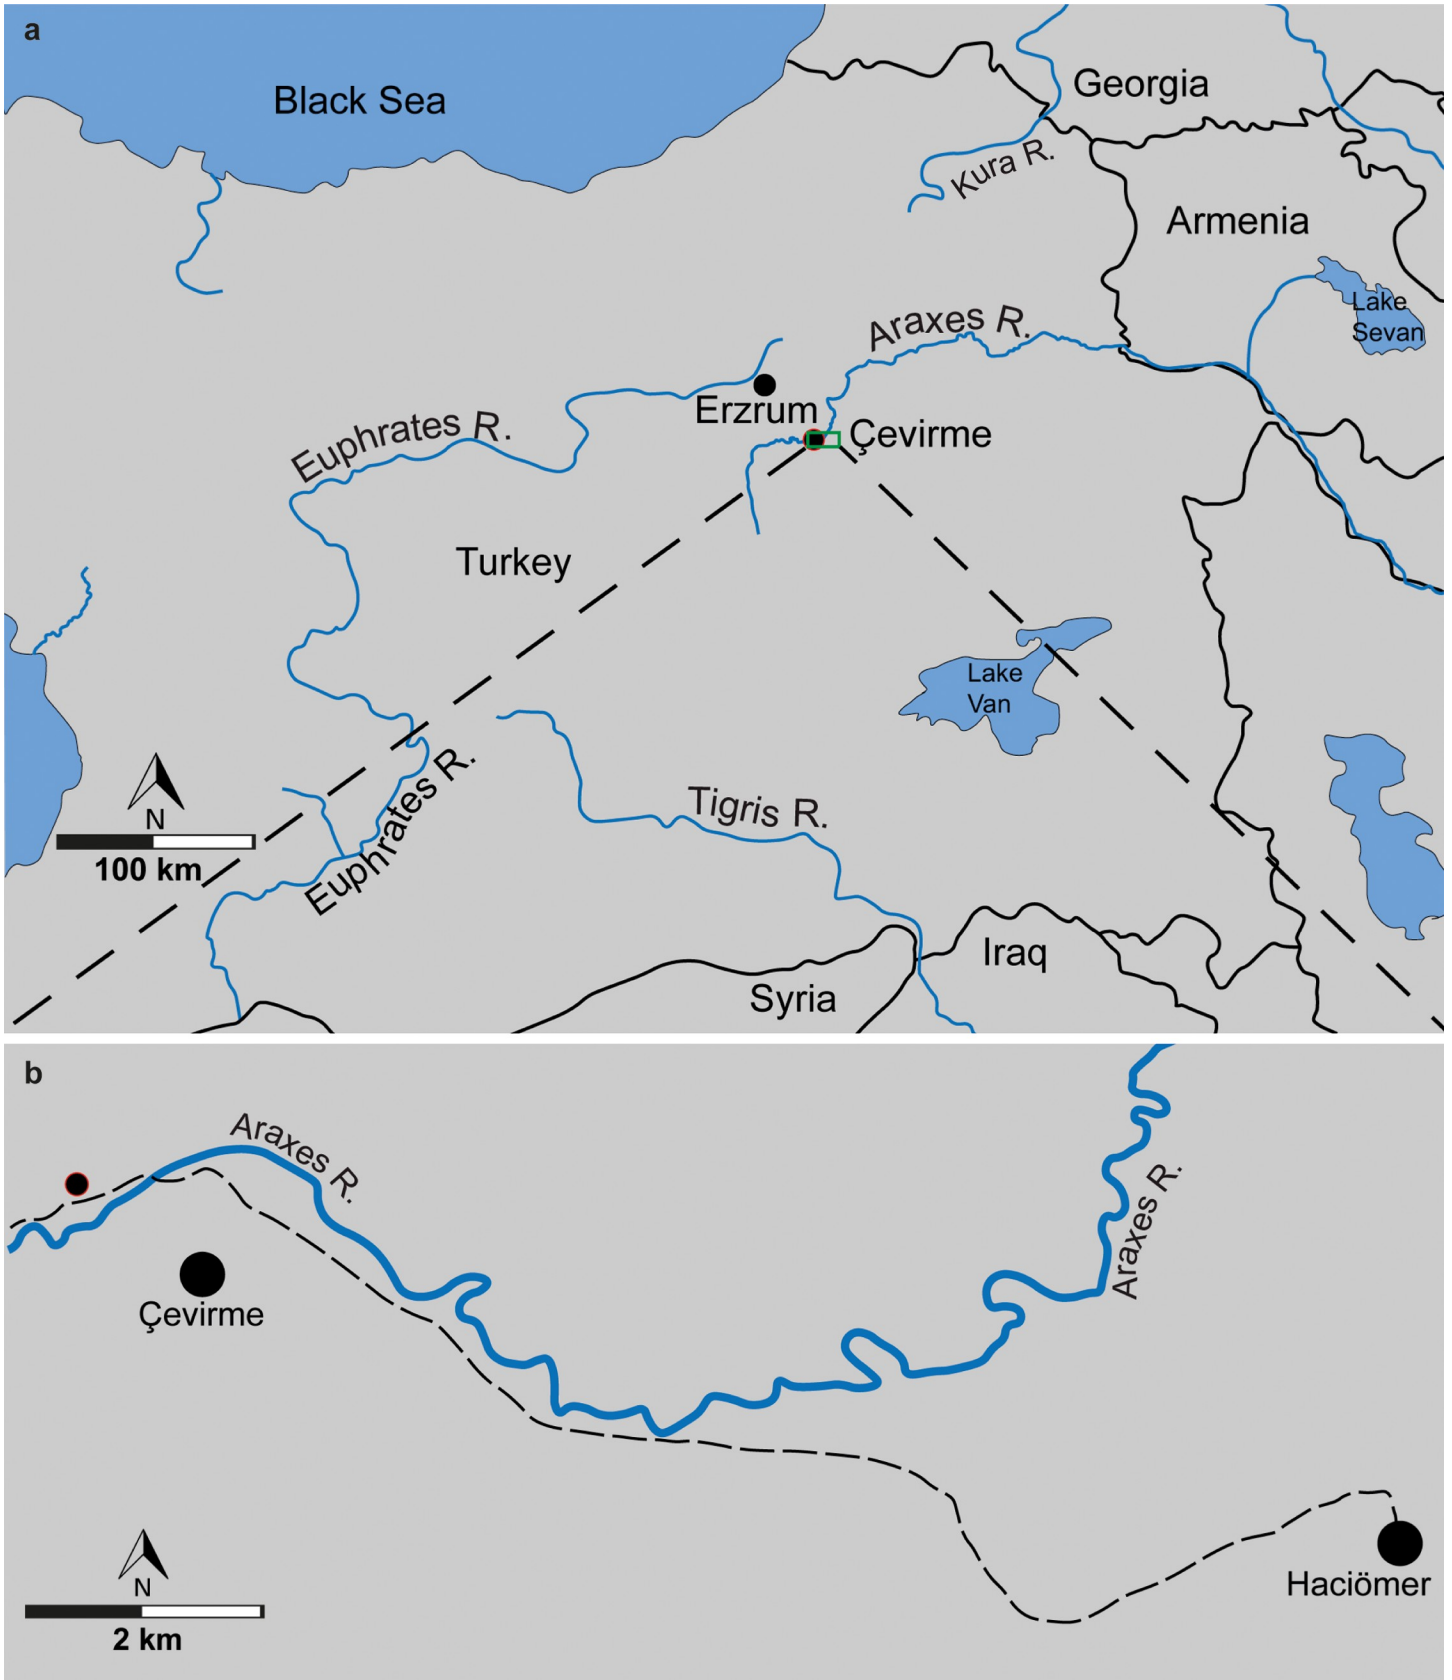 a
Black Sea
Georgia
Kura R.
Armenia
Lake
Sevan
Araxes R.
Erzrum
Çevirme
Euphrates R.
Turkey
Lake
Van
N
100 km
Euphrates R.
Tigris R.
Iraq
Syria
b
Araxes R.
Araxes R.
Çevirme
N
2 km
Haciömer